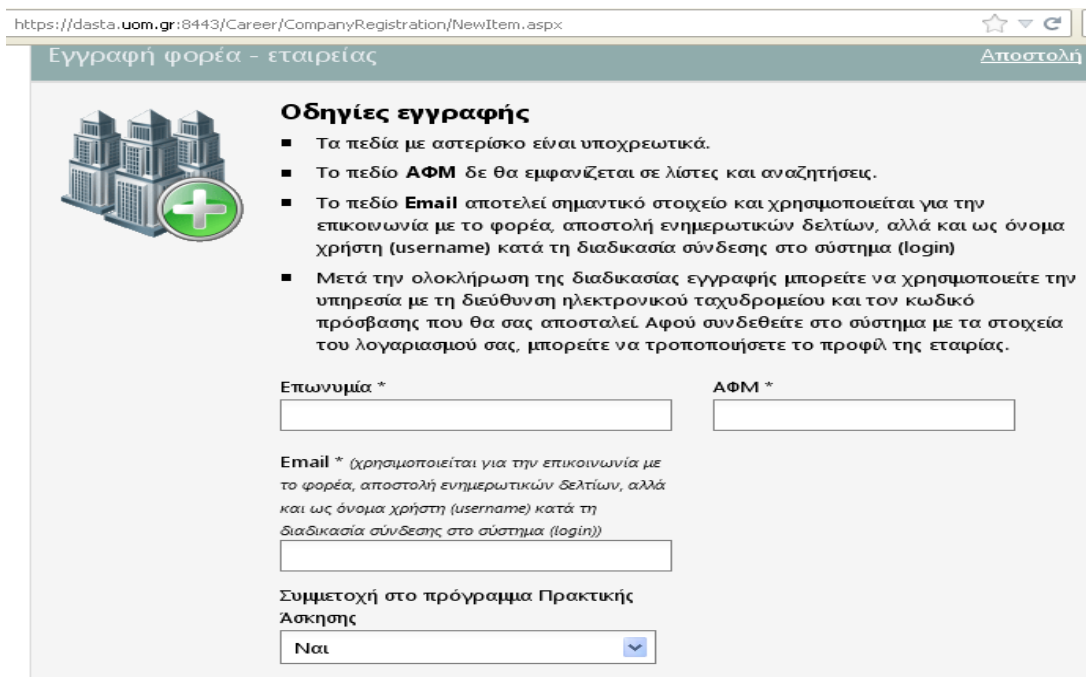 https://dasta.uom.gr:8443/Career/CompanyRegistration/NewItem.aspx
Εγγραφή φορέα - εταιρείας
Αποστολή
Οδηγίες εγγραφής
Τα πεδία με αστερίσκο είναι υποχρεωτικά.
Το πεδίο ΑΦΜ δε θα εμφανίζεται σε λίστες και αναζητήσεις.
Το πεδίο Email αποτελεί σημαντικό στοιχείο και χρησιμοποιείται για την
επικοινωνία με το φορέα, αποστολή ενημερωτικών δελτίων, αλλά και ως όνομα
χρήστη (username) κατά τη διαδικασία σύνδεσης στο σύστημα (login)
Μετά την ολοκλήρωση της διαδικασίας εγγραφής μπορείτε να χρησιμοποιείτε την
υπηρεσία με τη διεύθυνση ηλεκτρονικού ταχυδρομείου και τον κωδικό
πρόσβασης που θα σας αποσταλεί. Αφού συνδεθείτε στο σύστημα με τα στοιχεία
του λογαριασμού σας, μπορείτε να τροποποιήσετε το προφίλ της εταιρίας.
Επωνυμία *
ΑΦΜ *
Email * (χρησιμοποιείται για την επικοινωνία με
το φορέα, αποστολή ενημερωτικών δελτίων, αλλά
και ως όνομα χρήστη (username) κατά τη
διαδικασία σύνδεσης στο σύστημα (login))
Συμμετοχή στο πρόγραμμα Πρακτικής
Άσκησης
Ναι